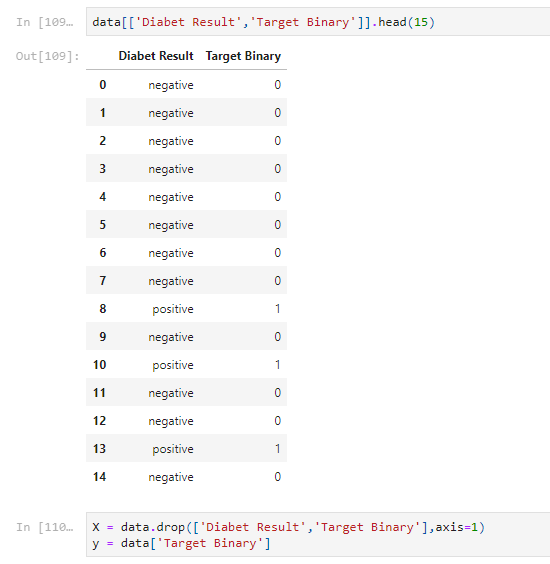 In [109… data[['Diabet Result','Target Binary']].head(15)
Out[109]:
Diabet Result Target Binary
0 negative 0
1 negative 0
2 negative 0
3 negative 0
4 negative 0
5 negative 0
6 negative 0
7 negative 0
8 positive 1
9 negative 0
10 positive 1
11 negative 0
12 negative 0
13 positive 1
14 negative 0
In [110… X = data.drop(['Diabet Result','Target Binary'],axis=1)
y = data['Target Binary']